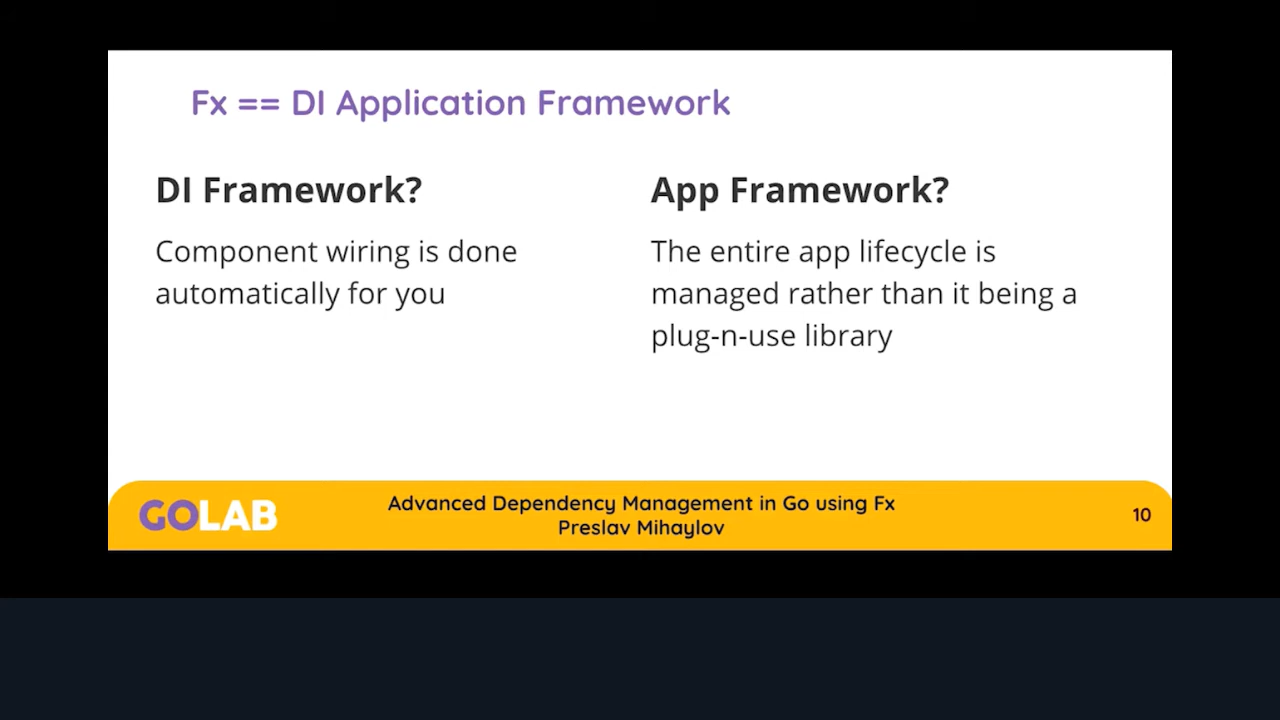 Fx == DI Application Framework
DI Framework?
Component wiring is done
automatically for you
App Framework?
The entire app lifecycle is
managed rather than it being a
plug-n-use library
GOLAB
Advanced Dependency Management in Go using Fx
Preslav Mihaylov
10